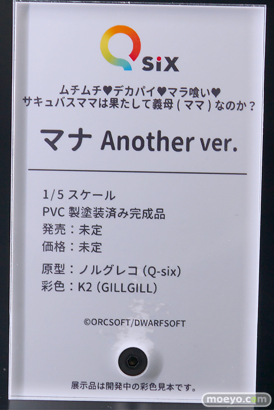 Q siX
ムチムチ♥デカパイ♥マラ喰い♥
サキュバスママは果たして義母(ママ)なのか?
マナ Another ver.
1/5 スケール
PVC 製塗装済み完成品
発売：未定
価格：未定
原型：ノルグレコ（Q-six）
彩色：K2（GILLGILL）
©ORCSOFT/DWARFSOFT
展示品は開発中の彩色見本です。
moeyo.com